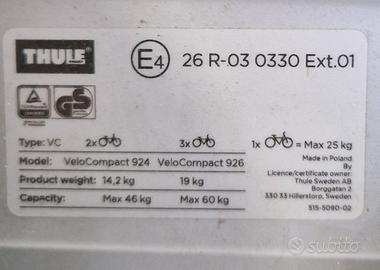 THULE
E4 26 R-03 0330 Ext.01
Type: VC 2x 3x 1x = Max 25 kg
Model: VeloCompact 924 VeloCompact 926
Product weight: 14,2 kg 19 kg
Capacity: Max 46 kg Max 60 kg
Made in Poland
By
Licence/certificate owner:
Thule Sweden AB
Borggatan 2
330 33 Hillerstorp, Sweden
515-5090-02
subito